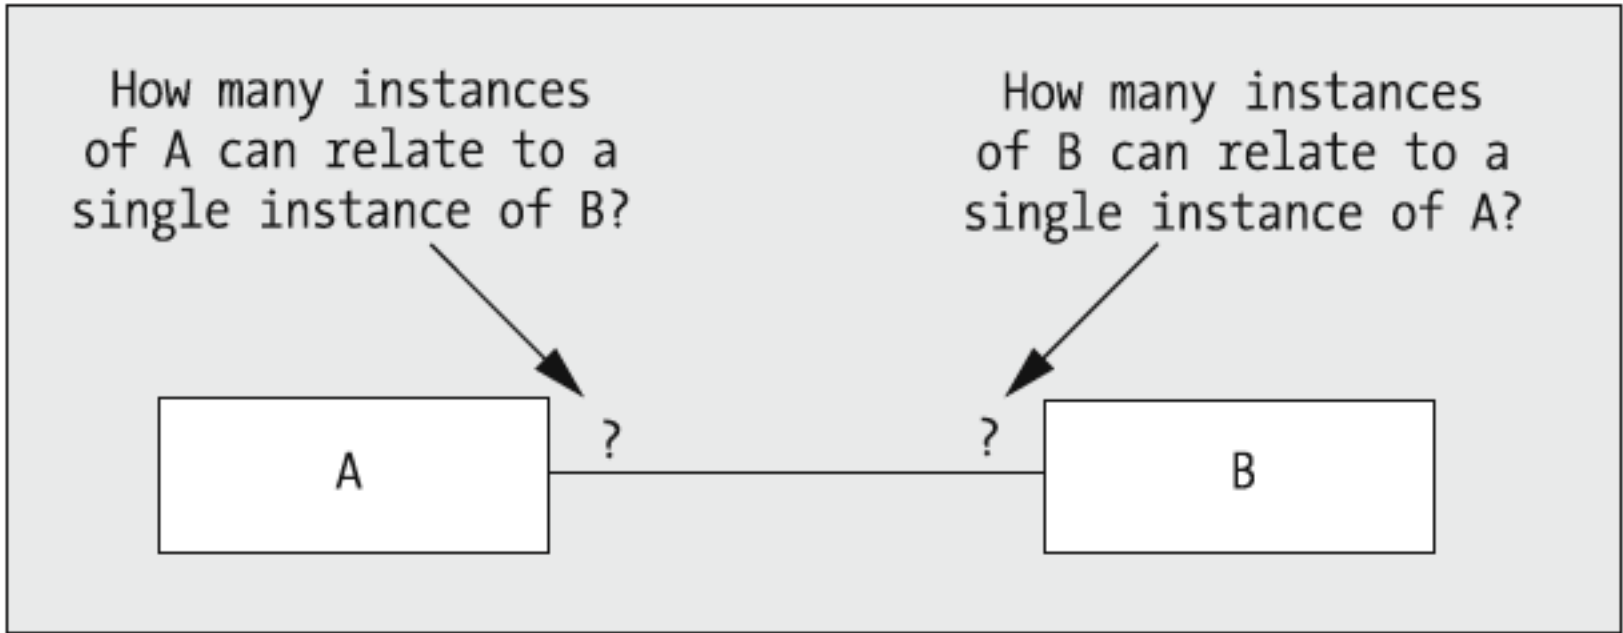 How many instances
of A can relate to a
single instance of B?
How many instances
of B can relate to a
single instance of A?
?
?
A
B